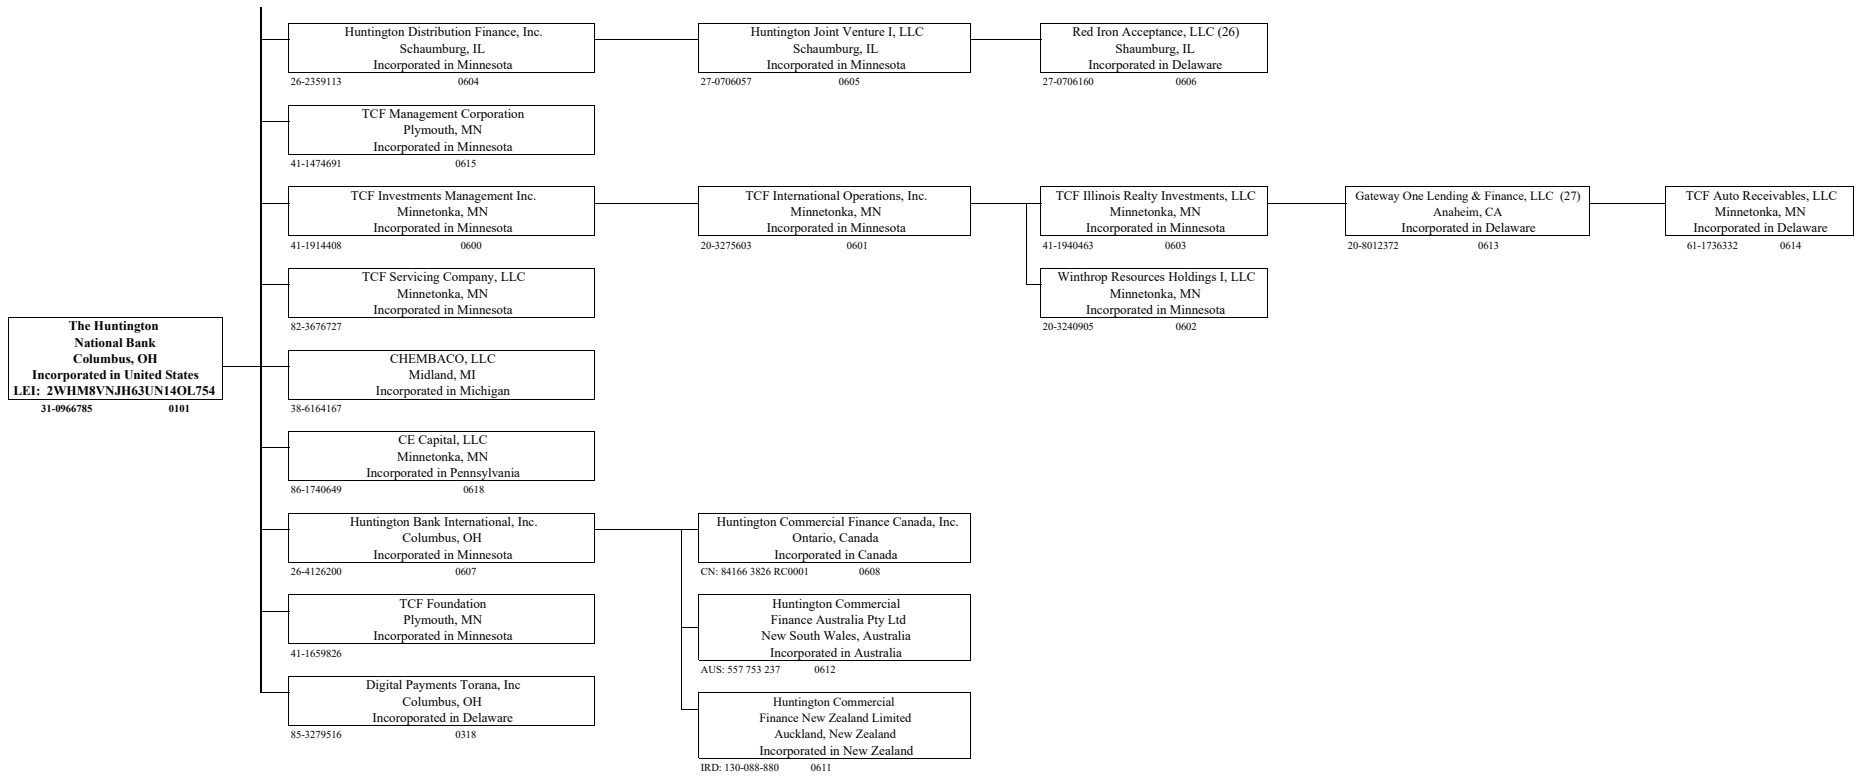 Huntington Distribution Finance, Inc.
Schaumburg, IL
Incorporated in Minnesota
26-2359113 0604
Huntington Joint Venture I, LLC
Schaumburg, IL
Incorporated in Minnesota
27-0706057 0605
Red Iron Acceptance, LLC (26)
Shaumburg, IL
Incorporated in Delaware
27-0706160 0606
TCF Management Corporation
Plymouth, MN
Incorporated in Minnesota
41-1474691 0615
TCF Investments Management Inc.
Minnetonka, MN
Incorporated in Minnesota
41-1914408 0600
TCF International Operations, Inc.
Minnetonka, MN
Incorporated in Minnesota
20-3275603 0601
TCF Illinois Realty Investments, LLC
Minnetonka, MN
Incorporated in Minnesota
41-1940463 0603
Gateway One Lending & Finance, LLC (27)
Anaheim, CA
Incorporated in Delaware
20-8012372 0613
TCF Auto Receivables, LLC
Minnetonka, MN
Incorporated in Delaware
61-1736332 0614
TCF Servicing Company, LLC
Minnetonka, MN
Incorporated in Minnesota
82-3676727
Winthrop Resources Holdings I, LLC
Minnetonka, MN
Incorporated in Minnesota
20-3240905 0602
The Huntington
National Bank
Columbus, OH
Incorporated in United States
LEI: 2WHM8VNJH63UN14OL754
31-0966785 0101
CHEMBACO, LLC
Midland, MI
Incorporated in Michigan
38-6164167
CE Capital, LLC
Minnetonka, MN
Incorporated in Pennsylvania
86-1740649 0618
Huntington Bank International, Inc.
Columbus, OH
Incorporated in Minnesota
26-4126200 0607
Huntington Commercial Finance Canada, Inc.
Ontario, Canada
Incorporated in Canada
CN: 84166 3826 RC0001 0608
TCF Foundation
Plymouth, MN
Incorporated in Minnesota
41-1659826
Huntington Commercial
Finance Australia Pty Ltd
New South Wales, Australia
Incorporated in Australia
AUS: 557 753 237 0612
Digital Payments Torana, Inc
Columbus, OH
Incoroporated in Delaware
85-3279516 0318
Huntington Commercial
Finance New Zealand Limited
Auckland, New Zealand
Incorporated in New Zealand
IRD: 130-088-880 0611